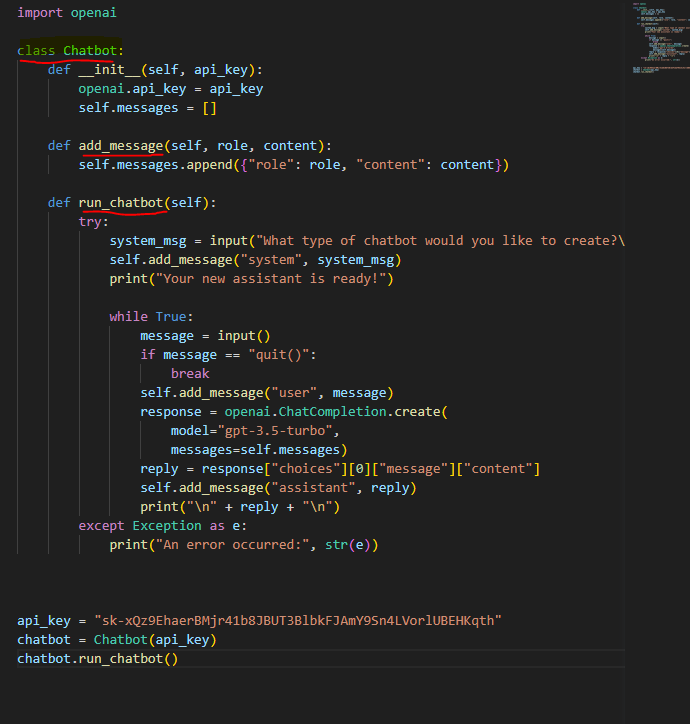 import openai
class Chatbot:
def __init__(self, api_key):
openai.api_key = api_key
self.messages = []
def add_message(self, role, content):
self.messages.append({"role": role, "content": content})
def run_chatbot(self):
try:
system_msg = input("What type of chatbot would you like to create?\
self.add_message("system", system_msg)
print("Your new assistant is ready!")
while True:
message = input()
if message == "quit()":
break
self.add_message("user", message)
response = openai.ChatCompletion.create(
model="gpt-3.5-turbo",
messages=self.messages)
reply = response["choices"][0]["message"]["content"]
self.add_message("assistant", reply)
print("\n" + reply + "\n")
except Exception as e:
print("An error occurred:", str(e))
api_key = "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"
chatbot = Chatbot(api_key)
chatbot.run_chatbot()